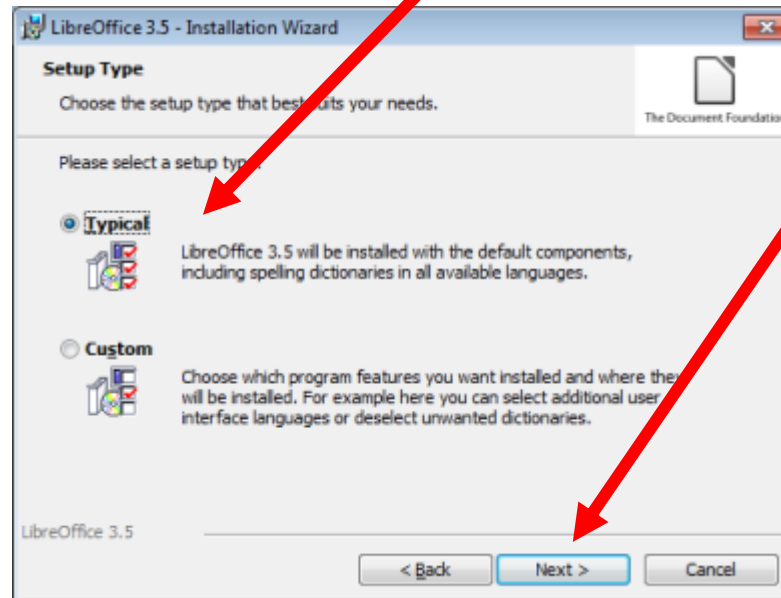 LibreOffice 3.5 - Installation Wizard
Setup Type
Choose the setup type that best suits your needs.
The Document Foundation
Please select a setup type.
Typical
LibreOffice 3.5 will be installed with the default components,
including spelling dictionaries in all available languages.
Custom
Choose which program features you want installed and where they
will be installed. For example here you can select additional user
interface languages or deselect unwanted dictionaries.
LibreOffice 3.5
< Back Next > Cancel